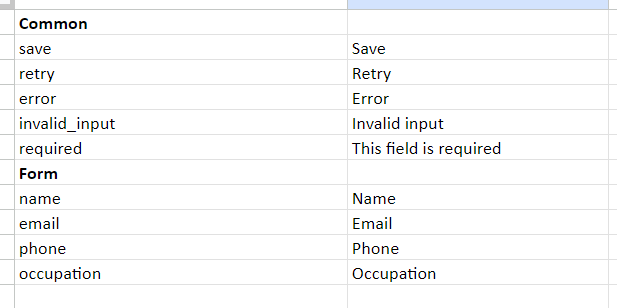 Common
save Save
retry Retry
error Error
invalid_input Invalid input
required This field is required
Form
name Name
email Email
phone Phone
occupation Occupation